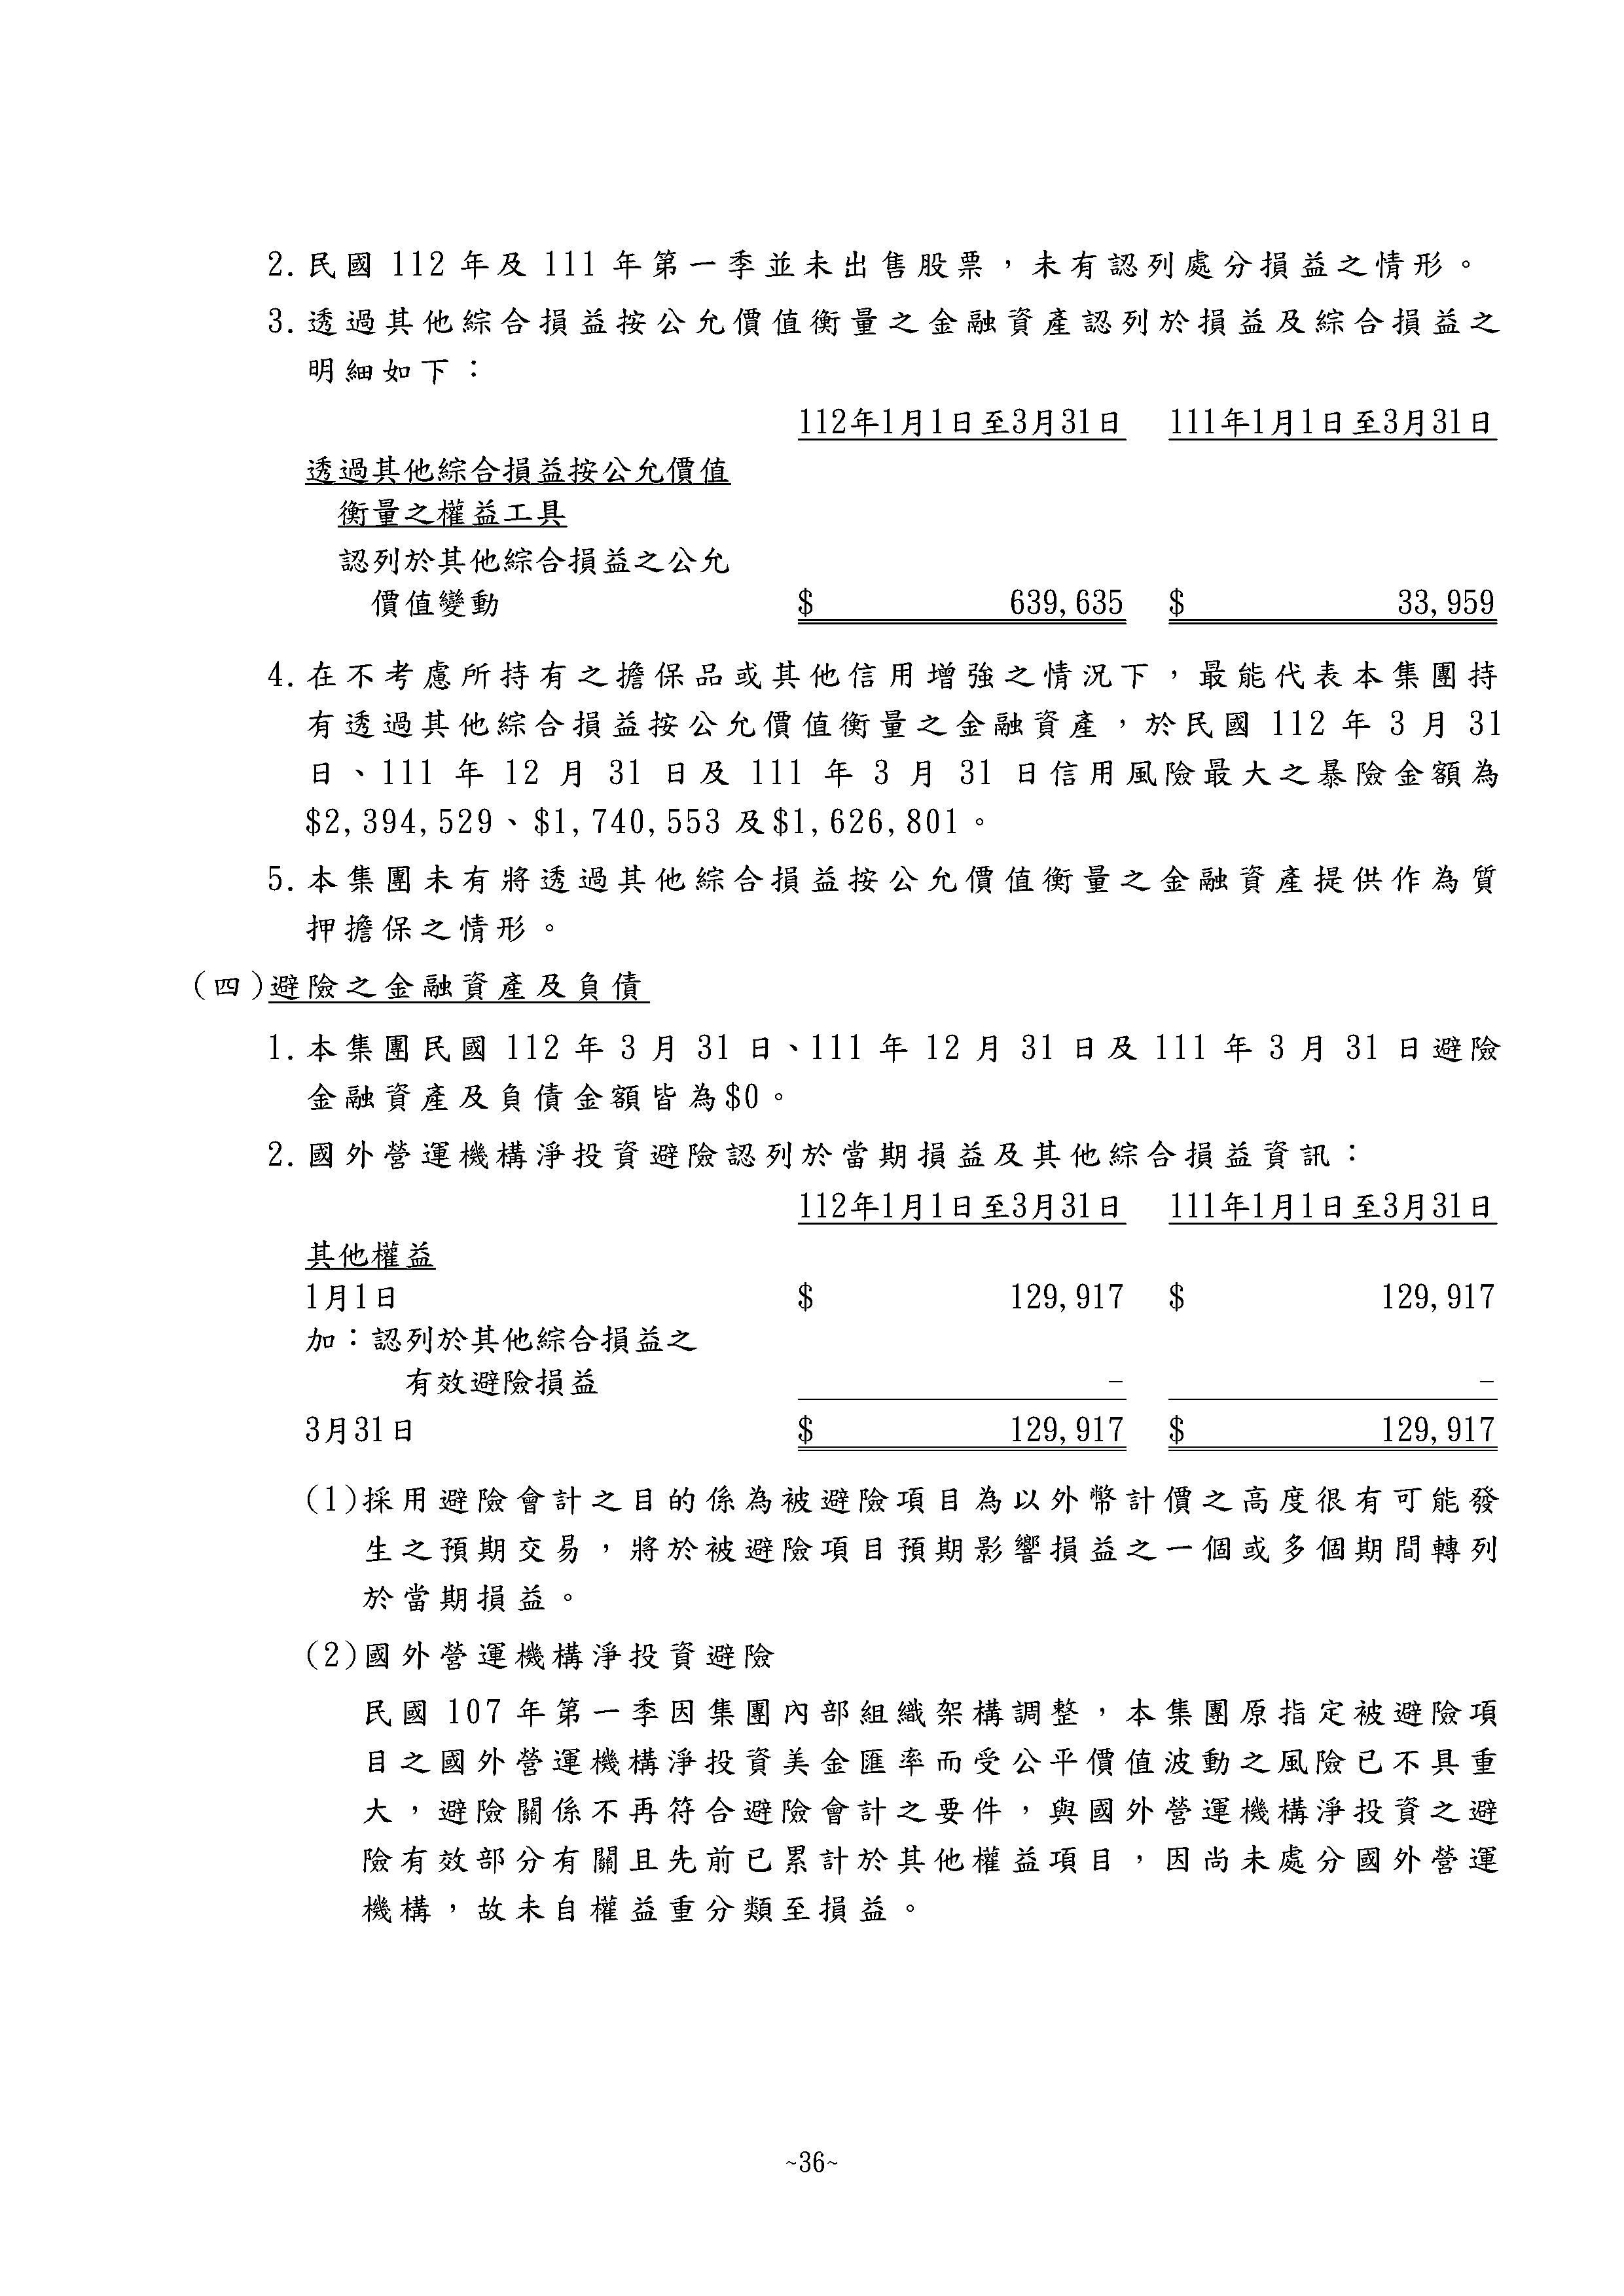 2.民國 112 年及 111 年第一季並未出售股票，未有認列處分損益之情形。
3.透過其他綜合損益按公允價值衡量之金融資產認列於損益及綜合損益之
明細如下：
112年1月1日至3月31日 111年1月1日至3月31日
透過其他綜合損益按公允價值
衡量之權益工具
認列於其他綜合損益之公允
價值變動 $ 639,635 $ 33,959
4.在不考慮所持有之擔保品或其他信用增強之情況下，最能代表本集團持
有透過其他綜合損益按公允價值衡量之金融資產，於民國 112 年 3 月 31
日、111 年 12 月 31 日及 111 年 3 月 31 日信用風險最大之暴險金額為
$2,394,529、$1,740,553 及$1,626,801。
5.本集團未有將透過其他綜合損益按公允價值衡量之金融資產提供作為質
押擔保之情形。
(四)避險之金融資產及負債
1.本集團民國 112 年 3 月 31 日、111 年 12 月 31 日及 111 年 3 月 31 日避險
金融資產及負債金額皆為$0。
2.國外營運機構淨投資避險認列於當期損益及其他綜合損益資訊：
112年1月1日至3月31日 111年1月1日至3月31日
其他權益
1月1日 $ 129,917 $ 129,917
加：認列於其他綜合損益之
有效避險損益 - -
3月31日 $ 129,917 $ 129,917
(1)採用避險會計之目的係為被避險項目為以外幣計價之高度很有可能發
生之預期交易，將於被避險項目預期影響損益之一個或多個期間轉列
於當期損益。
(2)國外營運機構淨投資避險
民國 107 年第一季因集團內部組織架構調整，本集團原指定被避險項
目之國外營運機構淨投資美金匯率而受公平價值波動之風險已不具重
大，避險關係不再符合避險會計之要件，與國外營運機構淨投資之避
險有效部分有關且先前已累計於其他權益項目，因尚未處分國外營運
機構，故未自權益重分類至損益。
~36~